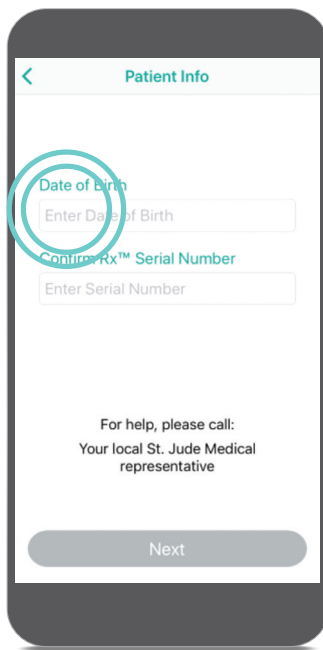 Patient Info
Date of Birth
Enter Date of Birth
Confirm Rx™ Serial Number
Enter Serial Number
For help, please call:
Your local St. Jude Medical
representative
Next